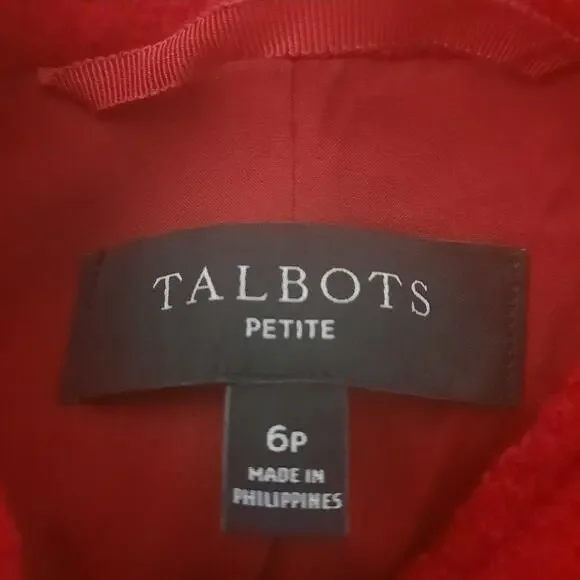 TALBOTS
PETITE
6P
MADE IN
PHILIPPINES